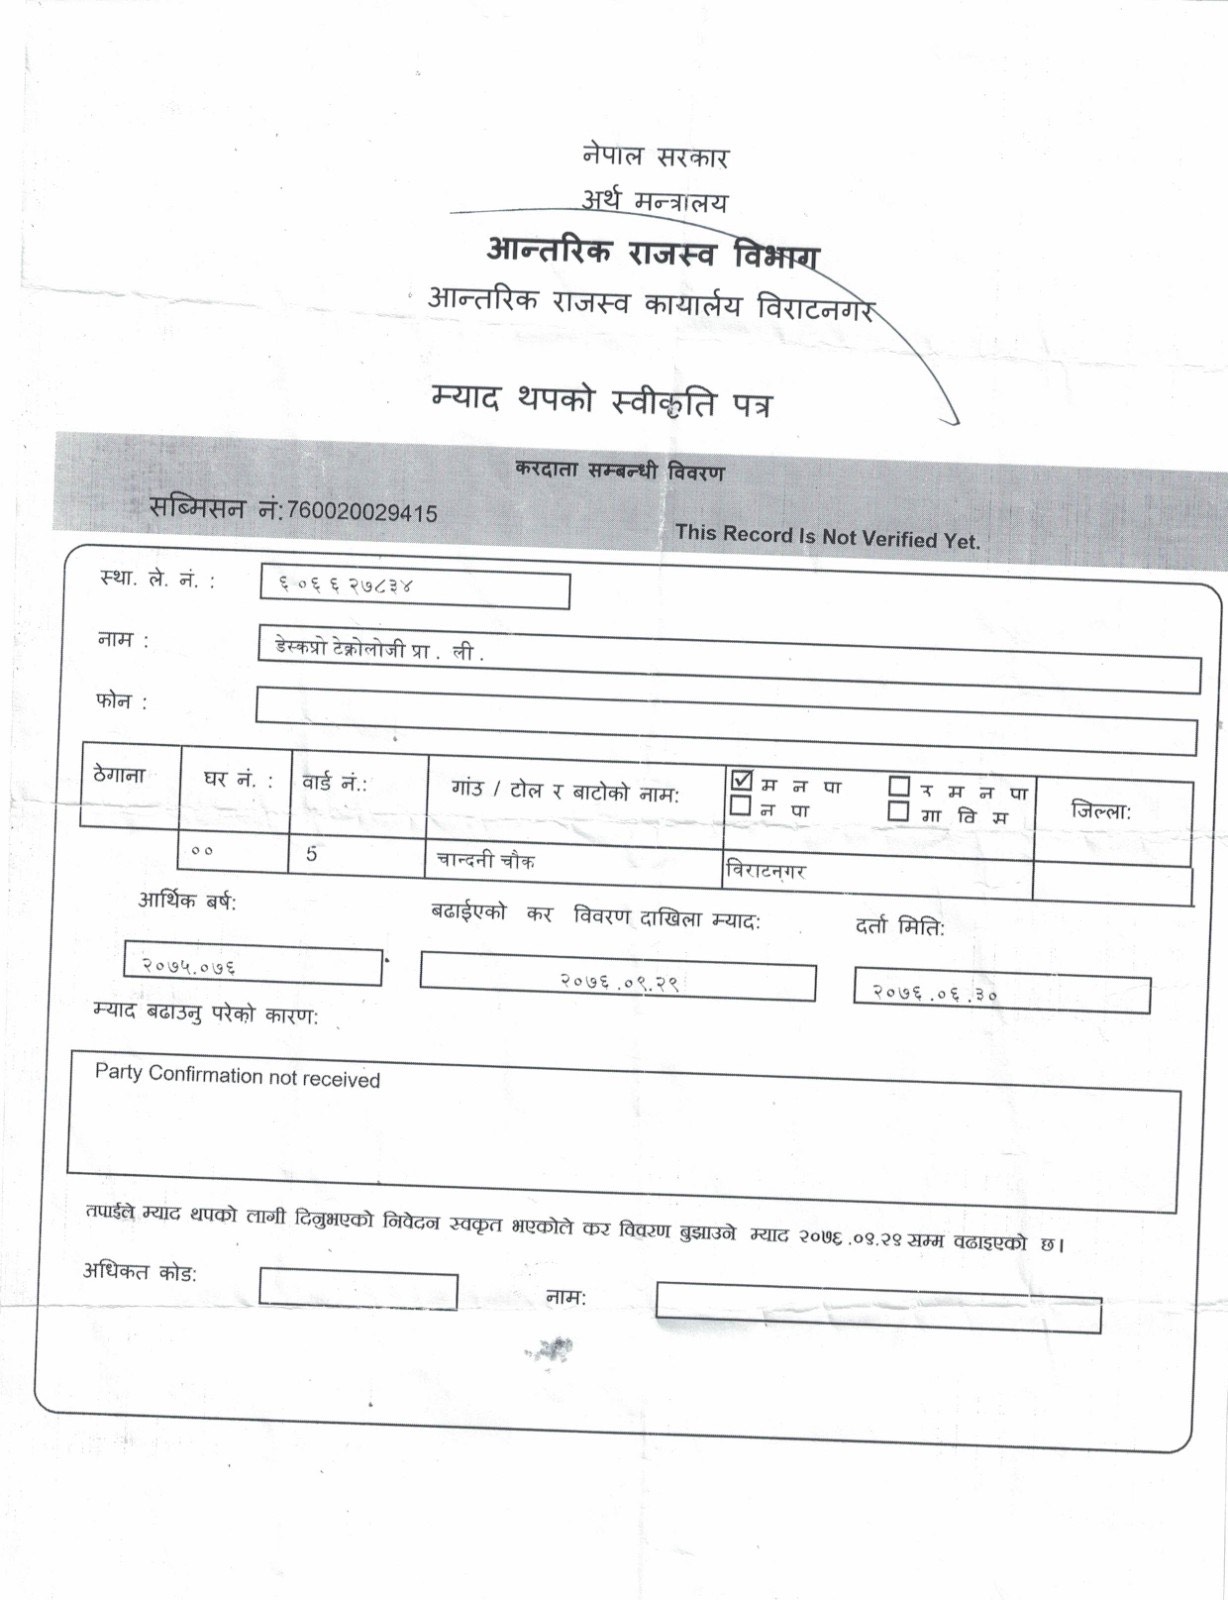 नेपाल सरकार
अर्थ मन्त्रालय
आन्तरिक राजस्व विभाग
आन्तरिक राजस्व कायार्लय विराटनगर
म्याद थपको स्वीकृति पत्र
करदाता सम्बन्धी विवरण
सब्मिसन नं: 760020029415
This Record Is Not Verified Yet.
स्था. ले. नं. : ६०६६२७८३४
नाम : डेस्कप्रो टेक्नोलोजी प्रा . ली .
फोन :
ठेगाना घर नं. : वार्ड नं.: गांउ / टोल र बाटोको नाम: म न पा उ म न पा जिल्ला:
न पा गा वि स
०० 5 चान्दनी चौक विराटनगर
आर्थिक बर्ष: बढाईएको कर विवरण दाखिला म्याद: दर्ता मिति:
२०७५.०७६ २०७६.०९.२९ २०७६.०६.३०
म्याद बढाउनु परेको कारण:
Party Confirmation not received
तपाईले म्याद थपको लागी दिनुभएको निवेदन स्वकृत भएकोले कर विवरण बुझाउने म्याद २०७६.०९.२९ सम्म वढाइएको छ।
अधिकत कोड: नाम: